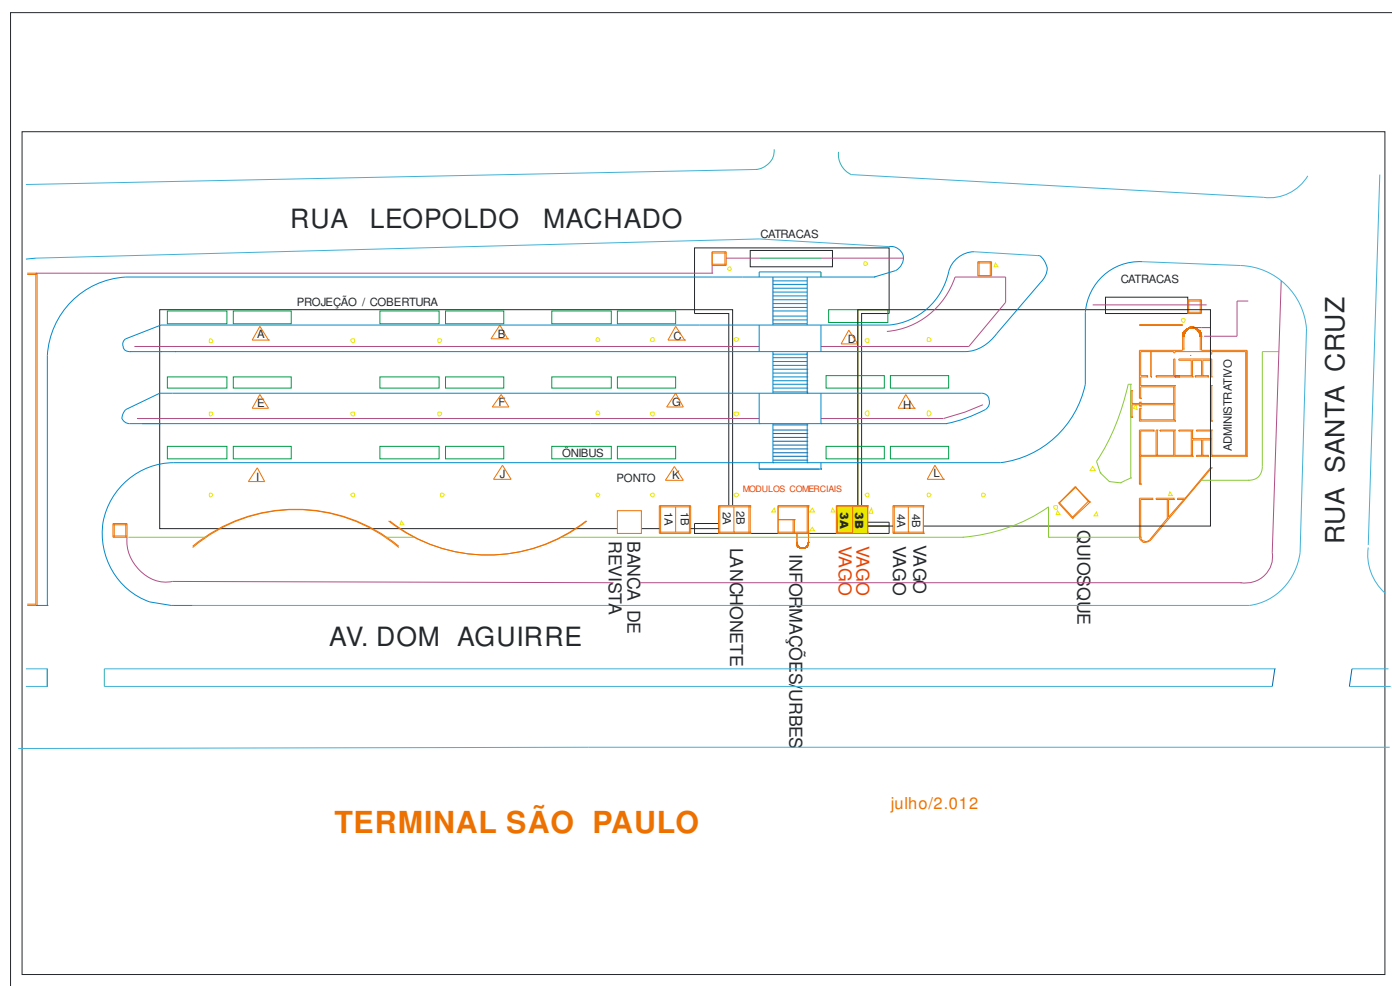 RUA LEOPOLDO MACHADO
CATRACAS
CATRACAS
PROJEÇÃO / COBERTURA
A
B
C
D
RUA SANTA CRUZ
ADMINISTRATIVO
E
F
G
H
ÔNIBUS
I
J
PONTO
K
L
MODULOS COMERCIAIS
1A
1B
2A
2B
3A
3B
4A
4B
BANCA DE
REVISTA
LANCHONETE
INFORMAÇÕES/URBES
VAGO
VAGO
VAGO
VAGO
QUIOSQUE
AV. DOM AGUIRRE
TERMINAL SÃO PAULO
julho/2.012